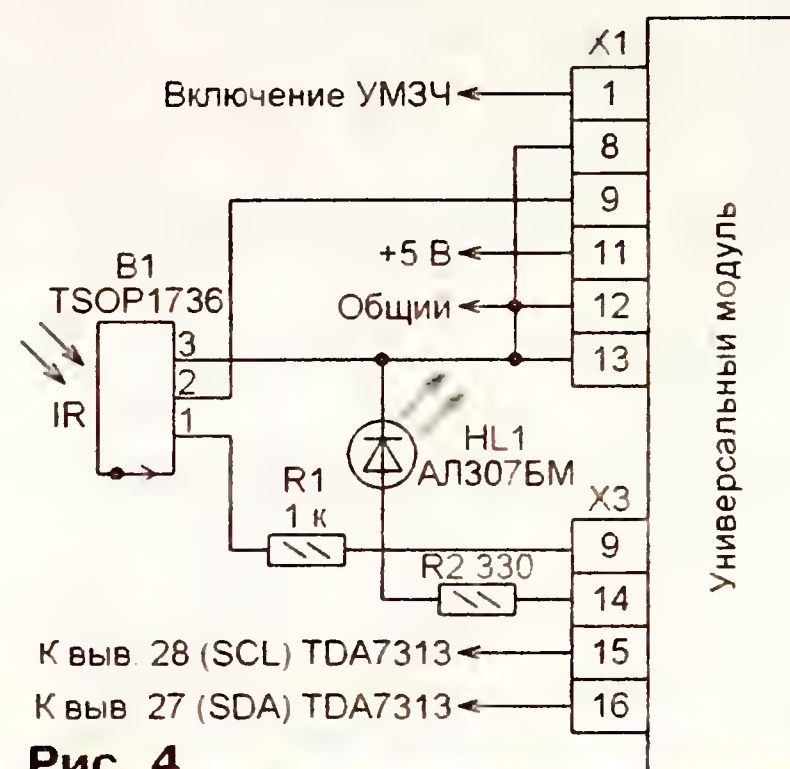 X1
Включение УМЗЧ
1
8
9
+5 В
11
Общии
12
13
B1
TSOP1736
3
2
1
IR
HL1
АЛ307БМ
R1
1 к
X3
9
R2 330
14
К выв. 28 (SCL) TDA7313
15
К выв 27 (SDA) TDA7313
16
Универсальный модуль
Рис. 4